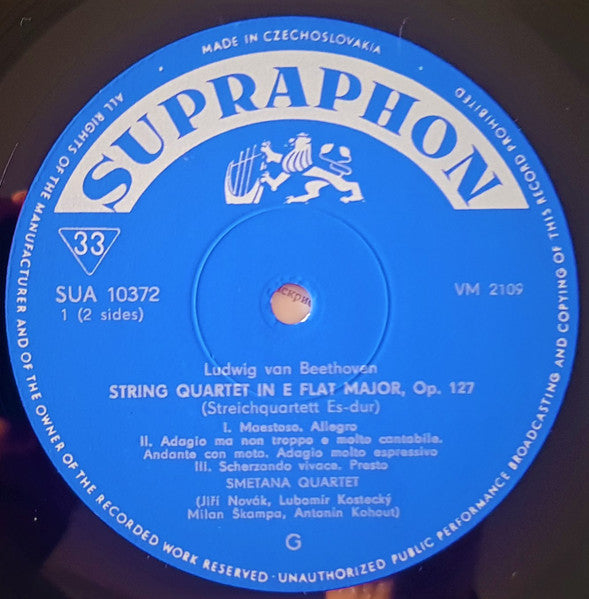 MADE IN CZECHOSLOVAKIA
ALL RIGHTS OF THE MANUFACTURER AND OF THE OWNER OF THE RECORDED WORK RESERVED · UNAUTHORIZED PUBLIC PERFORMANCE BROADCASTING AND COPYING OF THIS RECORD PROHIBITED
SUPRAPHON
33
SUA 10372
1 (2 sides)
VM 2109
Ludwig van Beethoven
STRING QUARTET IN E FLAT MAJOR, Op. 127
(Streichquartett Es-dur)
I. Maestoso. Allegro
II. Adagio ma non troppo e molto cantabile.
Andante con moto. Adagio molto espressivo
III. Scherzando vivace. Presto
SMETANA QUARTET
(Jiří Novák, Lubomír Kostecký
Milan Škampa, Antonín Kohout)
G